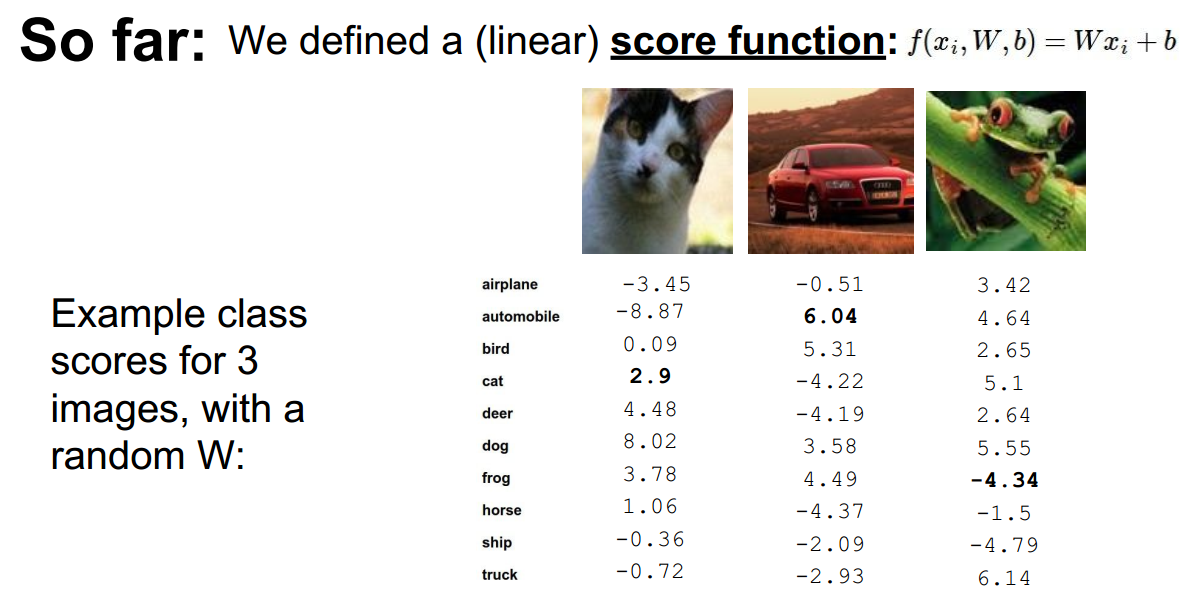 So far: We defined a (linear) score function: f(xᵢ, W, b) = Wxᵢ + b
Example class
scores for 3
images, with a
random W:
airplane -3.45 -0.51 3.42
automobile -8.87 6.04 4.64
bird 0.09 5.31 2.65
cat 2.9 -4.22 5.1
deer 4.48 -4.19 2.64
dog 8.02 3.58 5.55
frog 3.78 4.49 -4.34
horse 1.06 -4.37 -1.5
ship -0.36 -2.09 -4.79
truck -0.72 -2.93 6.14